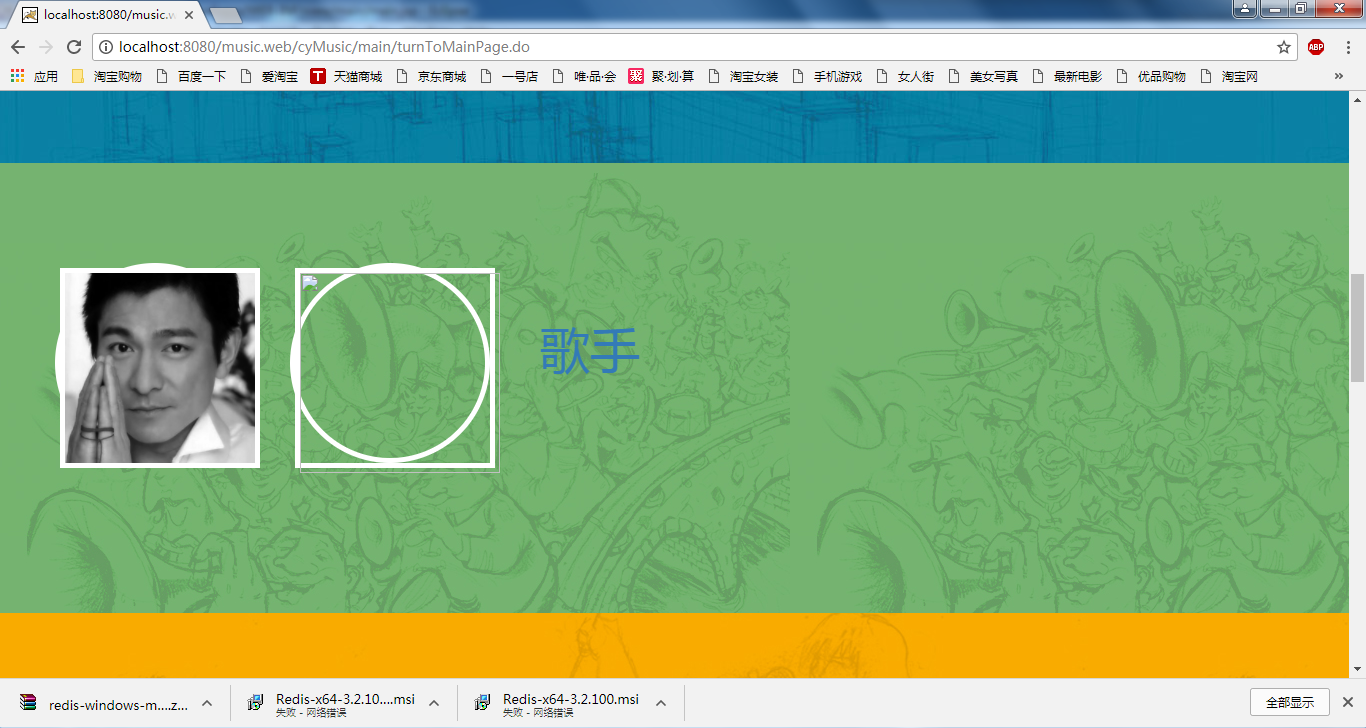 localhost:8080/music.w
localhost:8080/music.web/cyMusic/main/turnToMainPage.do
ABP
应用 淘宝购物 百度一下 爱淘宝 T 天猫商城 京东商城 一号店 唯·品·会 聚 聚·划·算 淘宝女装 手机游戏 女人街 美女写真 最新电影 优品购物 淘宝网 »
歌手
redis-windows-m....z...
Redis-x64-3.2.10....msi
失败 - 网络错误
Redis-x64-3.2.100.msi
失败 - 网络错误
全部显示